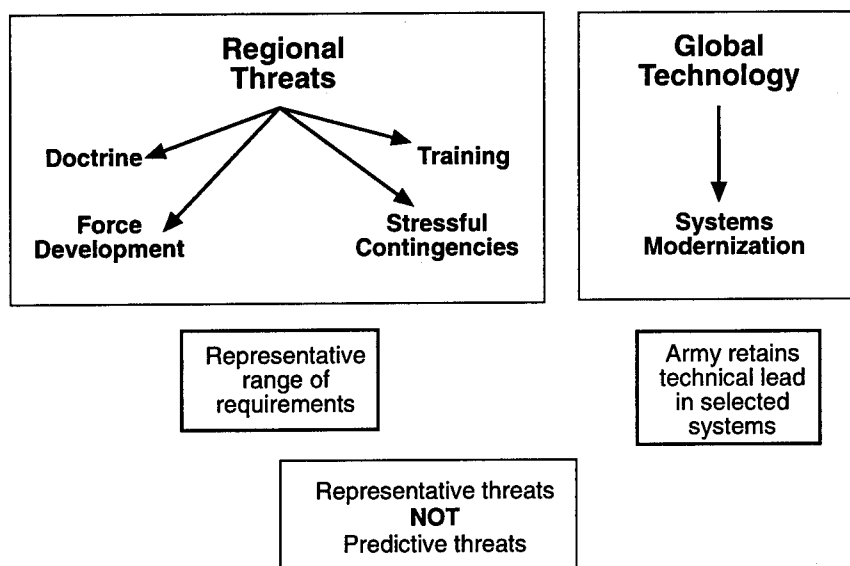 Regional
Threats
Doctrine
Training
Force
Development
Stressful
Contingencies
Global
Technology
Systems
Modernization
Representative
range of
requirements
Army retains
technical lead
in selected
systems
Representative threats
NOT
Predictive threats